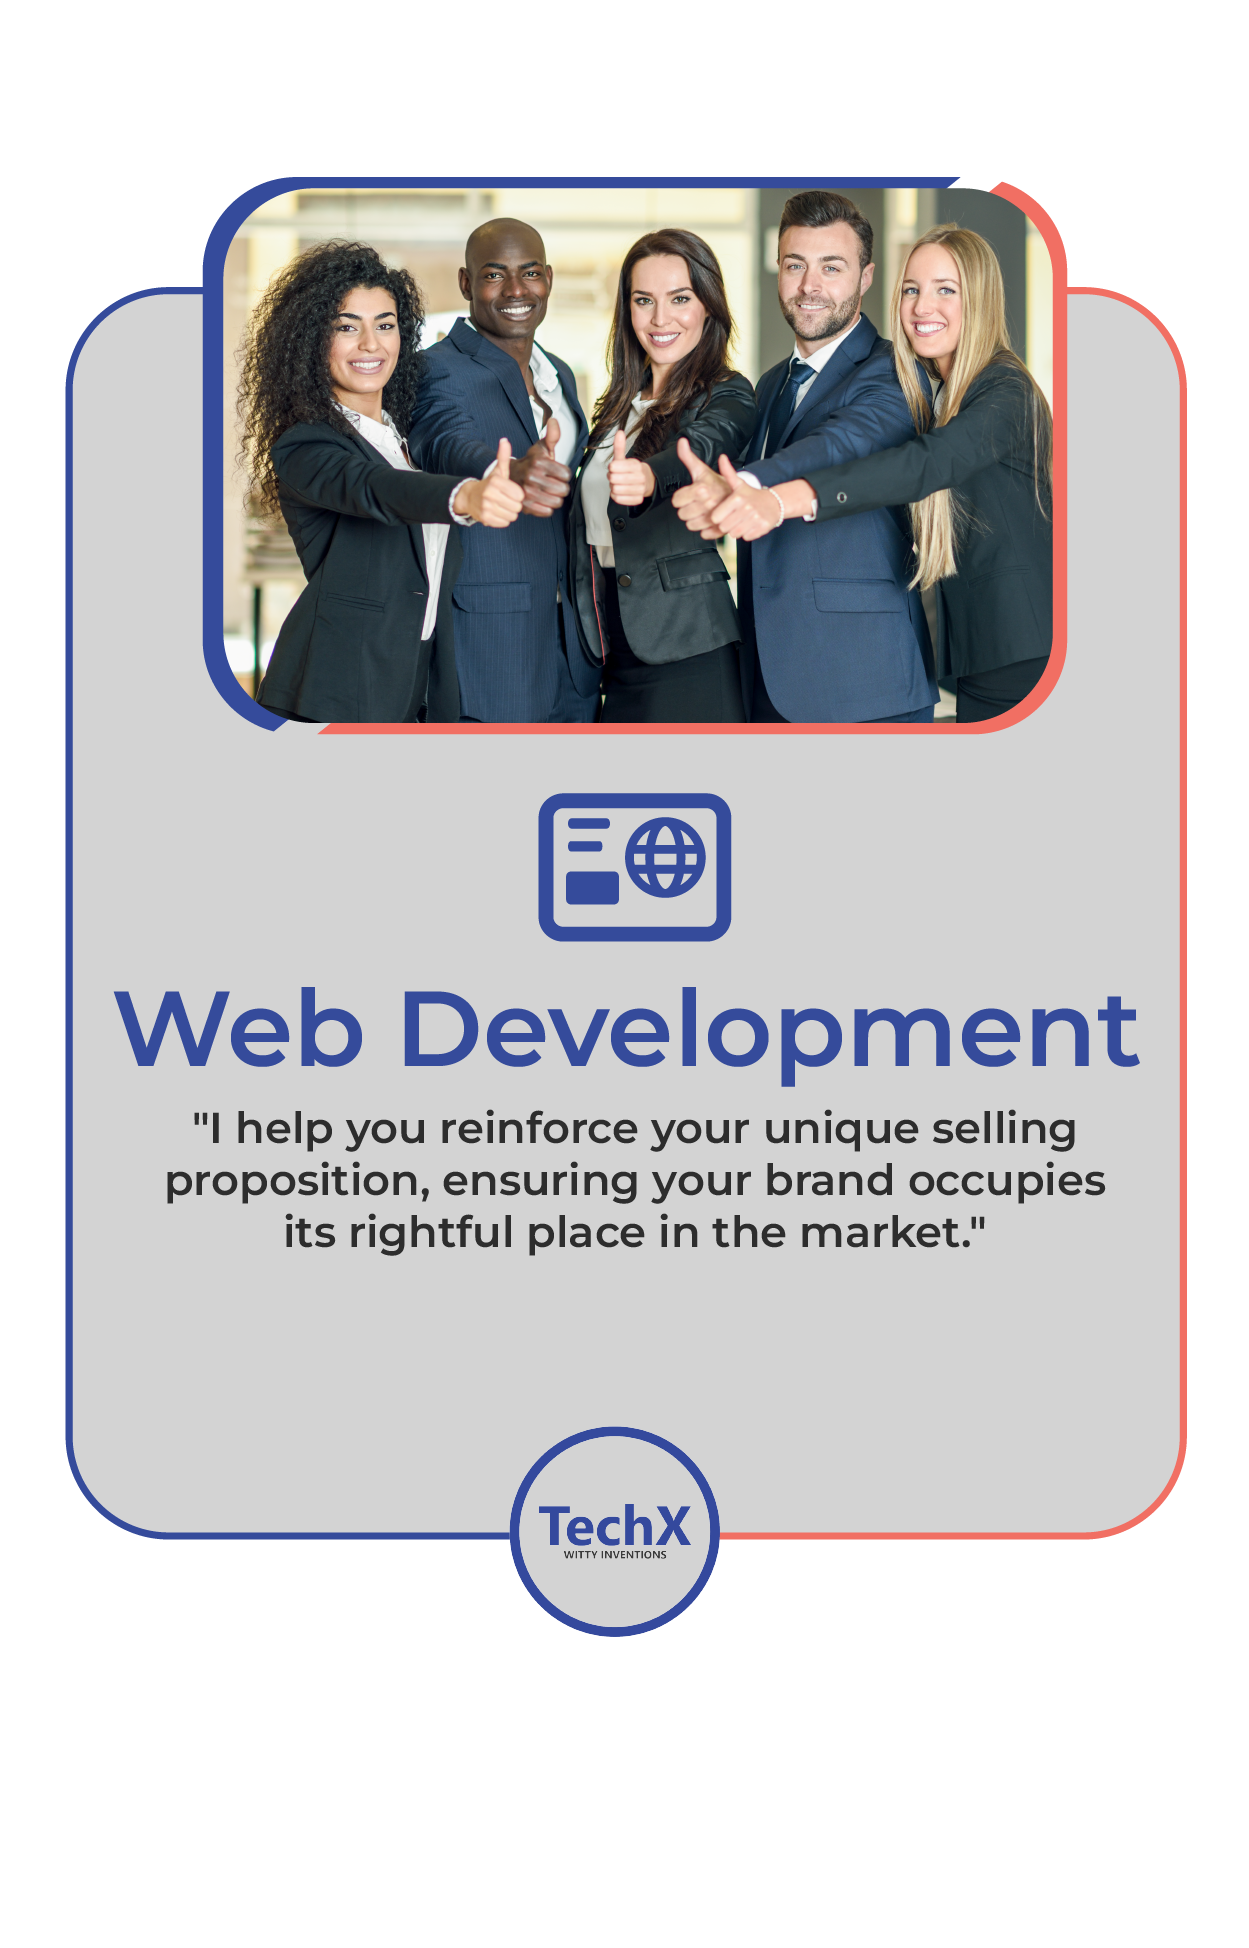 Web Development
"I help you reinforce your unique selling
proposition, ensuring your brand occupies
its rightful place in the market."
TechX
WITTY INVENTIONS